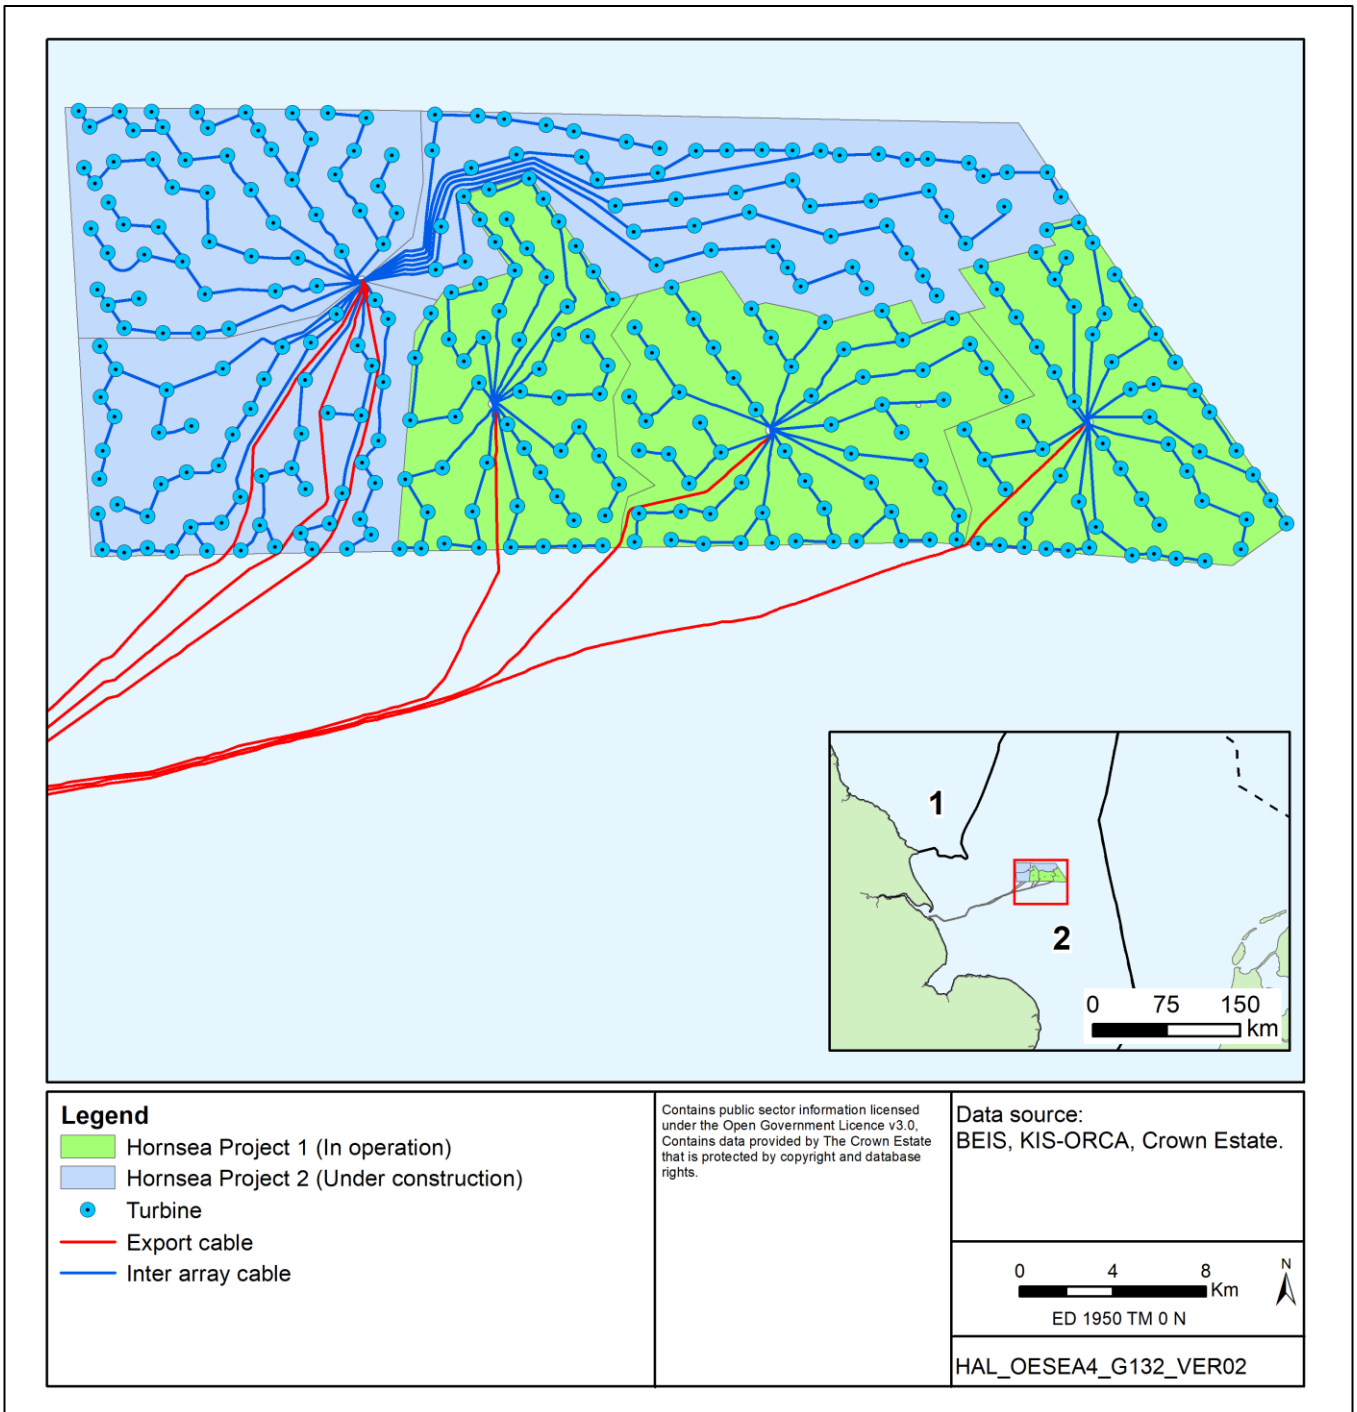 1
2
0 75 150
km
Legend
Hornsea Project 1 (In operation)
Hornsea Project 2 (Under construction)
Turbine
Export cable
Inter array cable
Contains public sector information licensed
under the Open Government Licence v3.0,
Contains data provided by The Crown Estate
that is protected by copyright and database
rights.
Data source:
BEIS, KIS-ORCA, Crown Estate.
0 4 8
Km
N
ED 1950 TM 0 N
HAL_OESEA4_G132_VER02